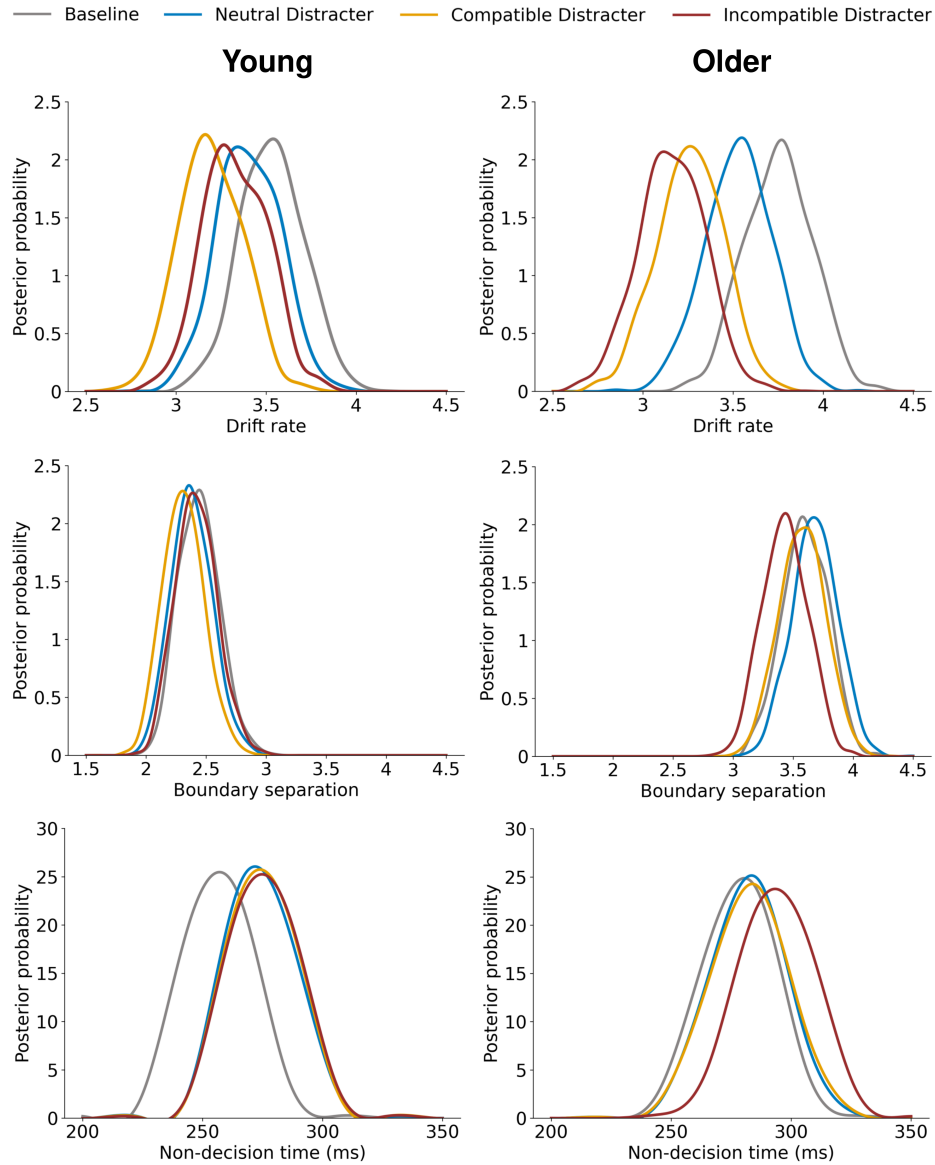 Baseline Neutral Distracter Compatible Distracter Incompatible Distracter
Young Older
Posterior probability
2.5
2
1.5
1
0.5
0
2.5 3 3.5 4 4.5
Drift rate
Posterior probability
2.5
2
1.5
1
0.5
0
2.5 3 3.5 4 4.5
Drift rate
Posterior probability
2.5
2
1.5
1
0.5
0
1.5 2 2.5 3 3.5 4 4.5
Boundary separation
Posterior probability
2.5
2
1.5
1
0.5
0
1.5 2 2.5 3 3.5 4 4.5
Boundary separation
Posterior probability
30
25
20
15
10
5
0
200 250 300 350
Non-decision time (ms)
Posterior probability
30
25
20
15
10
5
0
200 250 300 350
Non-decision time (ms)